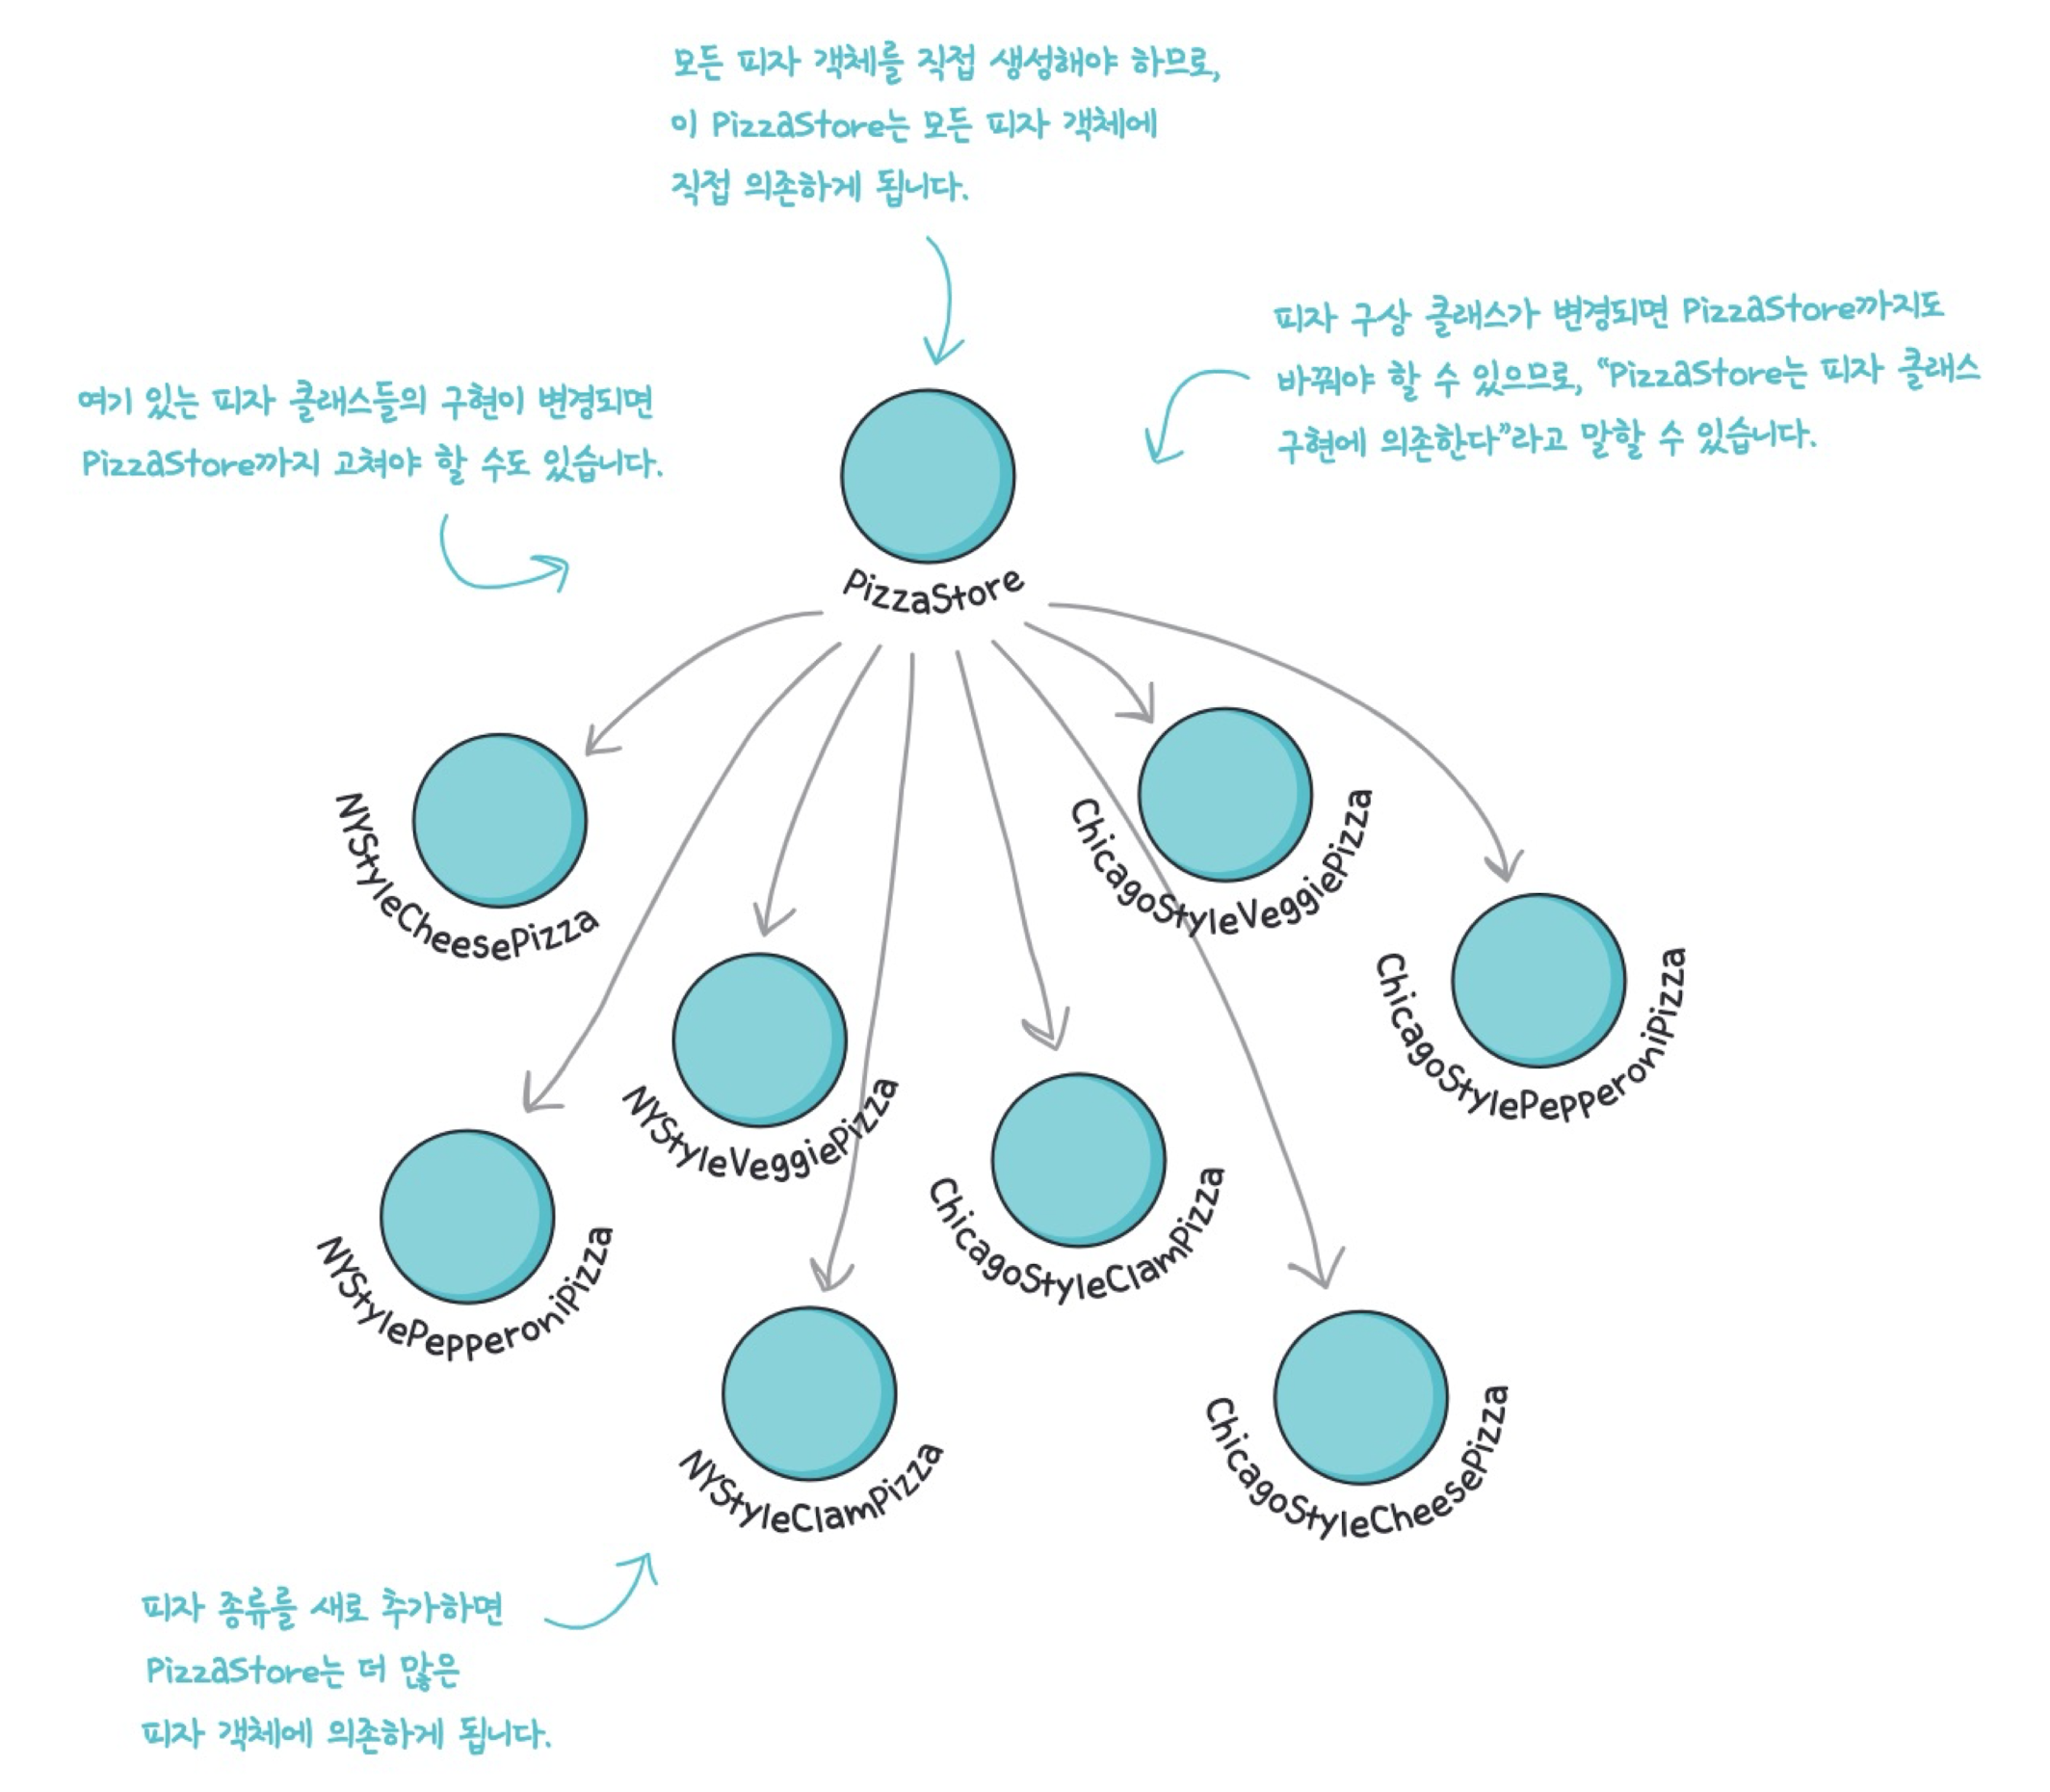 모든 피자 객체를 직접 생성해야 하므로,
이 PizzaStore는 모든 피자 객체에
직접 의존하게 됩니다.
피자 구상 클래스가 변경되면 PizzaStore까지도
바꿔야 할 수 있으므로, “PizzaStore는 피자 클래스
구현에 의존한다”라고 말할 수 있습니다.
여기 있는 피자 클래스들의 구현이 변경되면
PizzaStore까지 고쳐야 할 수도 있습니다.
PizzaStore
NYStyleCheesePizza
ChicagoStyleVeggiePizza
ChicagoStylePepperoniPizza
NYStyleVeggiePizza
NYStylePepperoniPizza
ChicagoStyleClamPizza
NYStyleClamPizza
ChicagoStyleCheesePizza
피자 종류를 새로 추가하면
PizzaStore는 더 많은
피자 객체에 의존하게 됩니다.